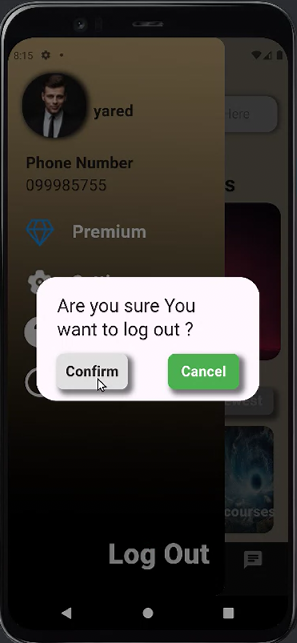 8:15
Here
yared
Phone Number
099985755
s
Premium
Are you sure You
want to log out ?
Confirm
Cancel
courses
Log Out